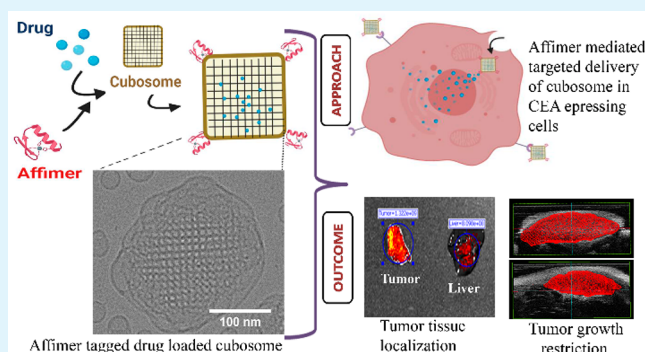 Drug
Cubosome
Affimer
100 nm
Affimer tagged drug loaded cubosome
APPROACH
Affimer mediated
targeted delivery
of cubosome in
CEA epressing
cells
OUTCOME
Tumor
Liver
Tumor tissue
localization
Tumor growth
restriction